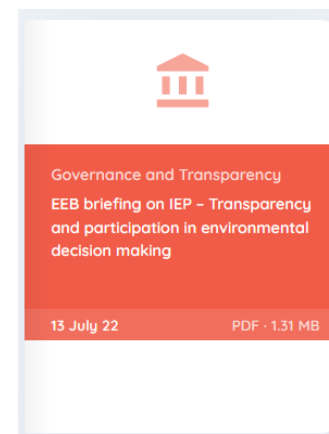 Governance and Transparency
EEB briefing on IEP – Transparency
and participation in environmental
decision making
13 July 22
PDF · 1.31 MB